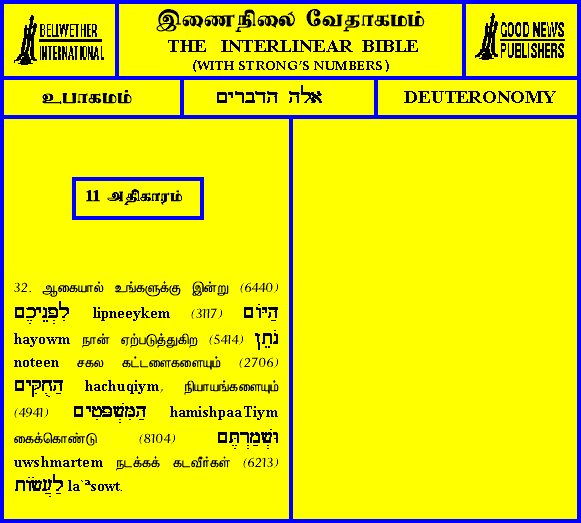 BELLWETHER
INTERNATIONAL
இணைநிலை வேதாகமம்
THE INTERLINEAR BIBLE
(WITH STRONG'S NUMBERS)
GOOD NEWS
PUBLISHERS
உபாகமம்
אלה הדברים
DEUTERONOMY
11 அதிகாரம்
32. ஆகையால் உங்களுக்கு இன்று (6440)
לִפְנֵיכֶם lipneeykem (3117) הַיּוֹם
hayowm நான் ஏற்படுத்துகிற (5414) נֹתֵן
noteen சகல கட்டளைகளையும் (2706)
הַחֻקִּים hachuqiym, நியாயங்களையும்
(4941) הַמִּשְׁפָּטִים hamishpaaTiym
கைக்கொண்டு (8104) וּשְׁמַרְתֶּם
uwshmartem நடக்கக் கடவீர்கள் (6213)
לַעֲשׂוֹת la`ªsowt.